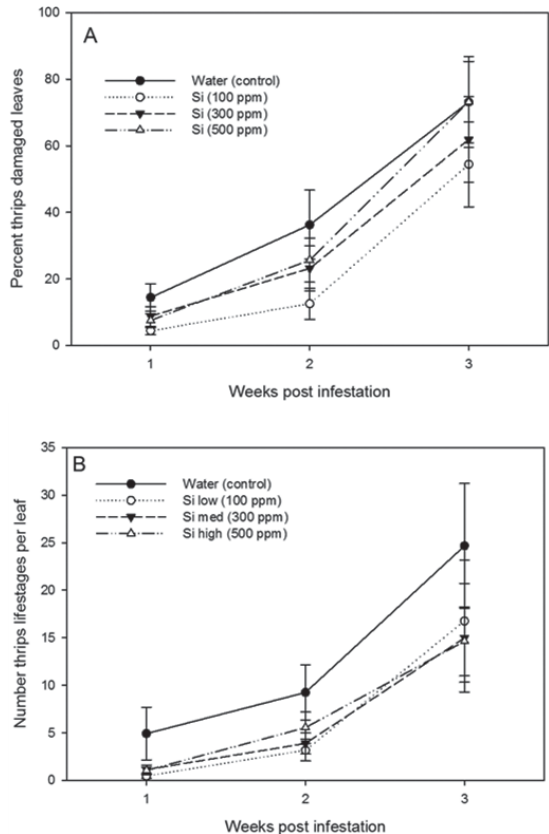 A
Water (control)
Si (100 ppm)
Si (300 ppm)
Si (500 ppm)
Percent thrips damaged leaves
100
80
60
40
20
0
1 2 3
Weeks post infestation
B
Water (control)
Si low (100 ppm)
Si med (300 ppm)
Si high (500 ppm)
Number thrips lifestages per leaf
35
30
25
20
15
10
5
0
1 2 3
Weeks post infestation